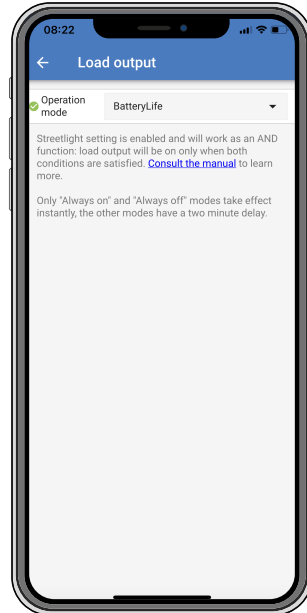 08:22
Load output
Operation
mode
BatteryLife
Streetlight setting is enabled and will work as an AND
function: load output will be on only when both
conditions are satisfied. Consult the manual to learn
more.
Only "Always on" and "Always off" modes take effect
instantly, the other modes have a two minute delay.